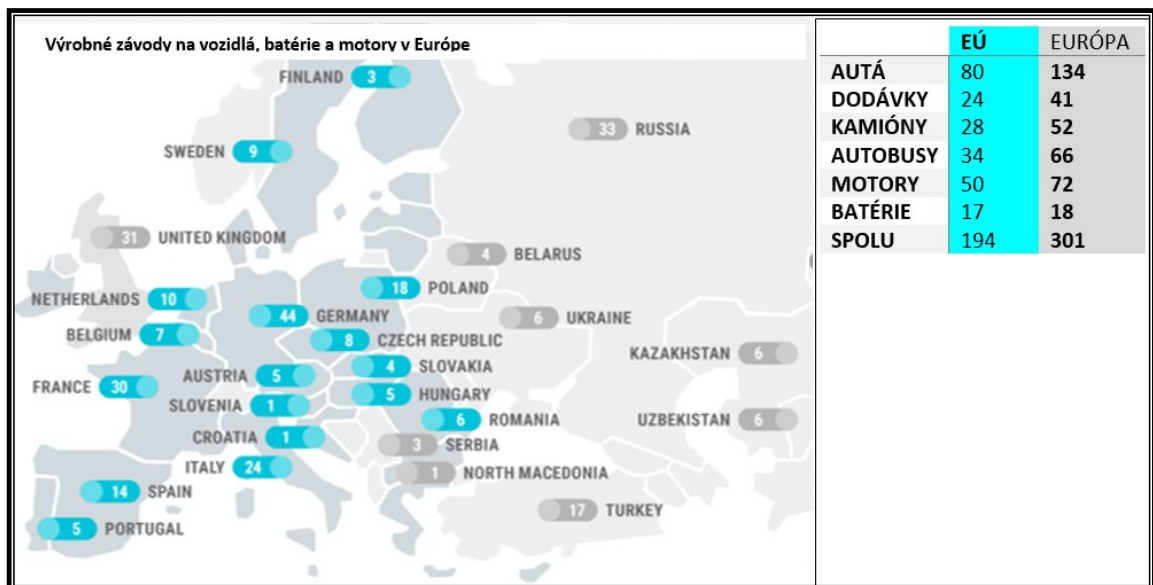 Výrobné závody na vozidlá, batérie a motory v Európe
FINLAND 3
33 RUSSIA
SWEDEN 9
31 UNITED KINGDOM
4 BELARUS
18 POLAND
NETHERLANDS 10
44 GERMANY
6 UKRAINE
BELGIUM 7
8 CZECH REPUBLIC
KAZAKHSTAN 6
4 SLOVAKIA
AUSTRIA 5
FRANCE 30
5 HUNGARY
SLOVENIA 1
6 ROMANIA
UZBEKISTAN 6
CROATIA 1
3 SERBIA
ITALY 24
1 NORTH MACEDONIA
14 SPAIN
17 TURKEY
5 PORTUGAL
EÚ EURÓPA
AUTÁ 80 134
DODÁVKY 24 41
KAMIÓNY 28 52
AUTOBUSY 34 66
MOTORY 50 72
BATÉRIE 17 18
SPOLU 194 301